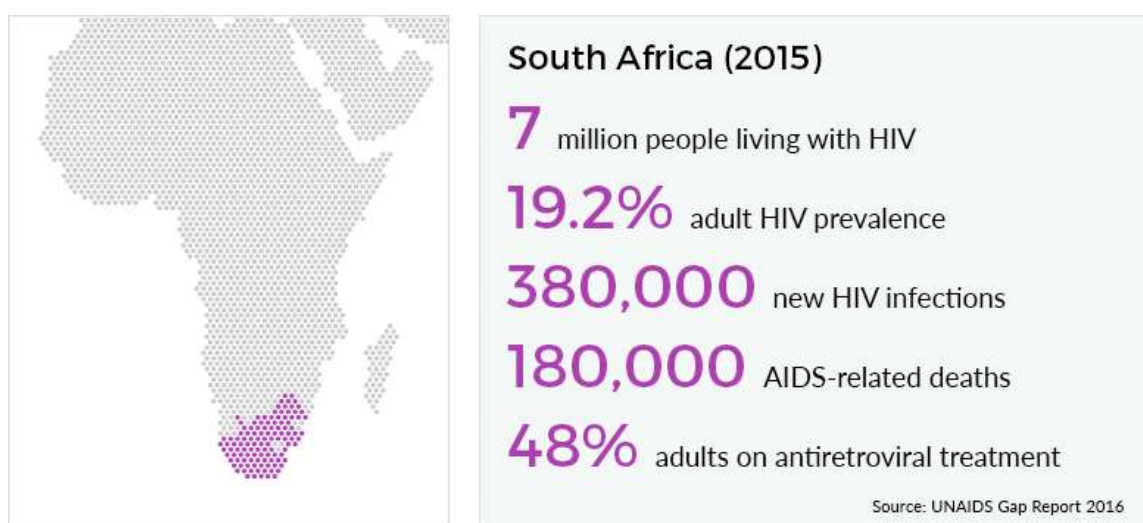 South Africa (2015)
7 million people living with HIV
19.2% adult HIV prevalence
380,000 new HIV infections
180,000 AIDS-related deaths
48% adults on antiretroviral treatment
Source: UNAIDS Gap Report 2016